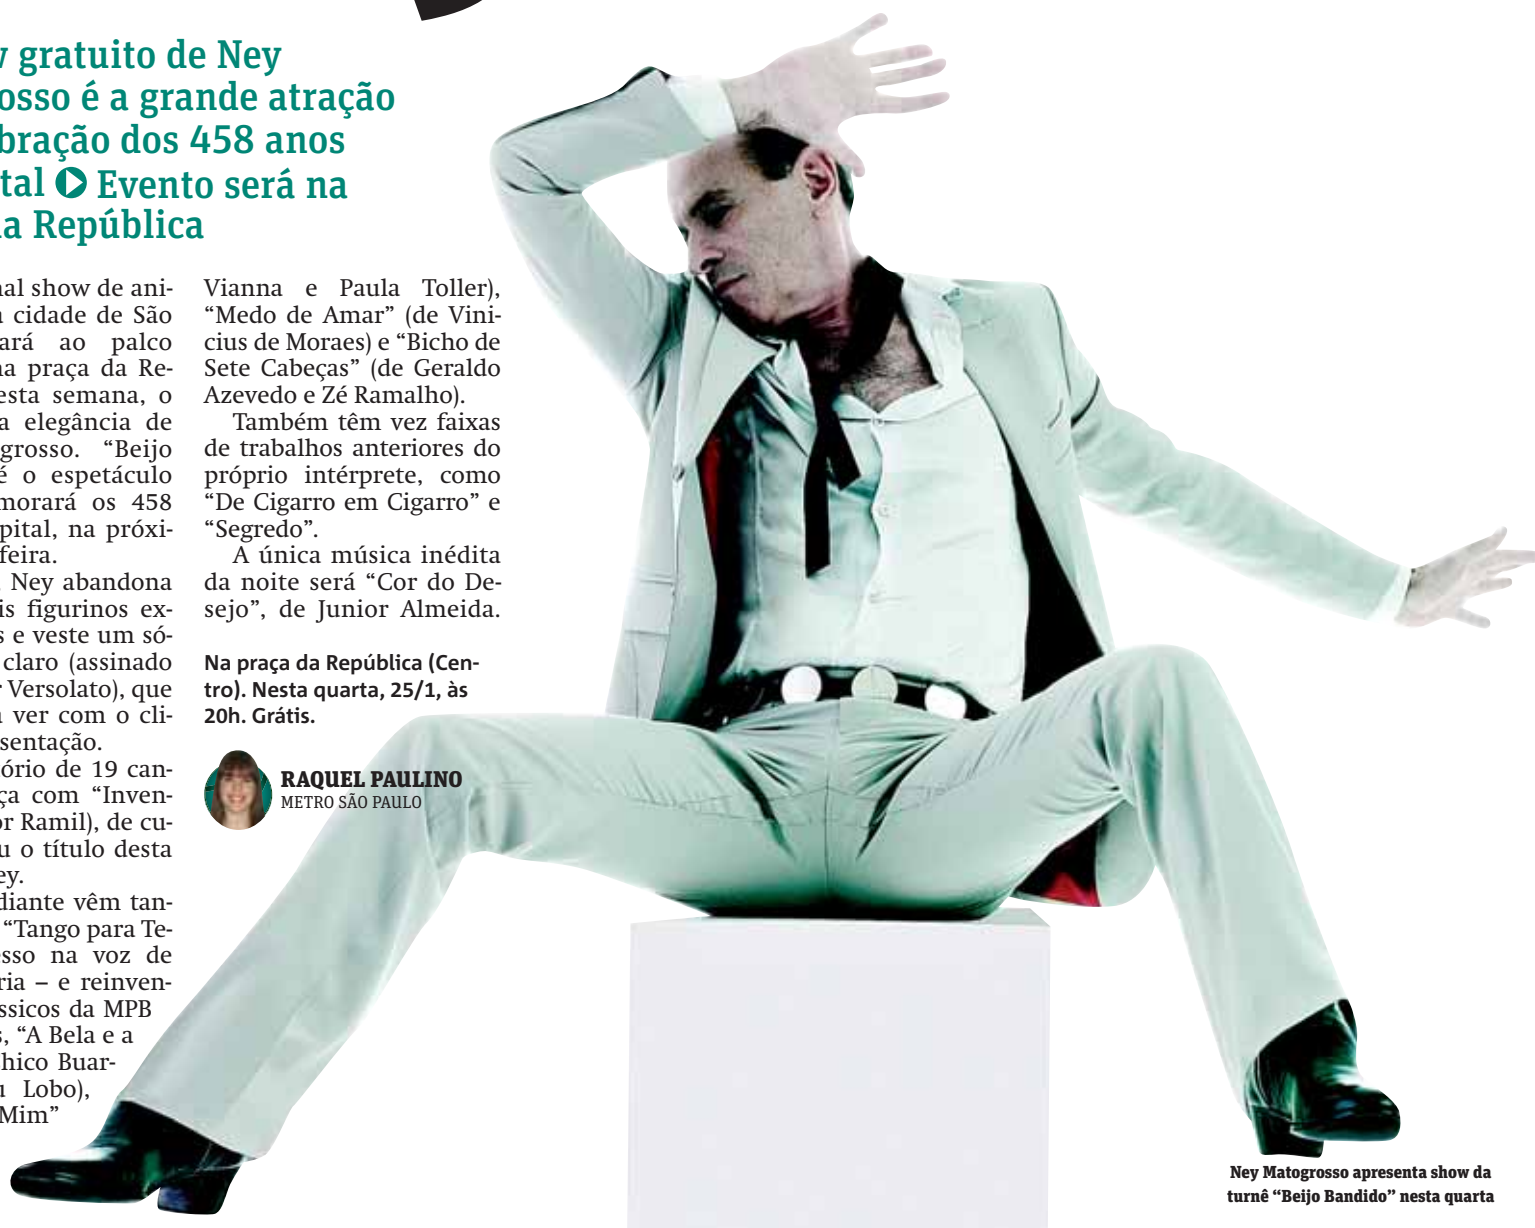 gratuito de Ney
osso é a grande atração
bração dos 458 anos
tal Evento será na
a República
nal show de ani-
a cidade de São
ará ao palco
na praça da Re-
esta semana, o
a elegância de
grosso. “Beijo
é o espetáculo
morará os 458
pital, na próxi-
feira.
Ney abandona
is figurinos ex-
s e veste um só-
claro (assinado
r Versolato), que
a ver com o cli-
sentação.
ório de 19 can-
ça com “Inven-
or Ramil), de cu-
u o título desta
ey.
diante vêm tan-
“Tango para Te-
esso na voz de
ria – e reinven-
ssicos da MPB
s, “A Bela e a
hico Buar-
u Lobo),
Mim”
Vianna e Paula Toller),
“Medo de Amar” (de Vini-
cius de Moraes) e “Bicho de
Sete Cabeças” (de Geraldo
Azevedo e Zé Ramalho).
Também têm vez faixas
de trabalhos anteriores do
próprio intérprete, como
“De Cigarro em Cigarro” e
“Segredo”.
A única música inédita
da noite será “Cor do De-
sejo”, de Junior Almeida.
Na praça da República (Cen-
tro). Nesta quarta, 25/1, às
20h. Grátis.
RAQUEL PAULINO
METRO SÃO PAULO
Ney Matogrosso apresenta show da
turnê “Beijo Bandido” nesta quarta